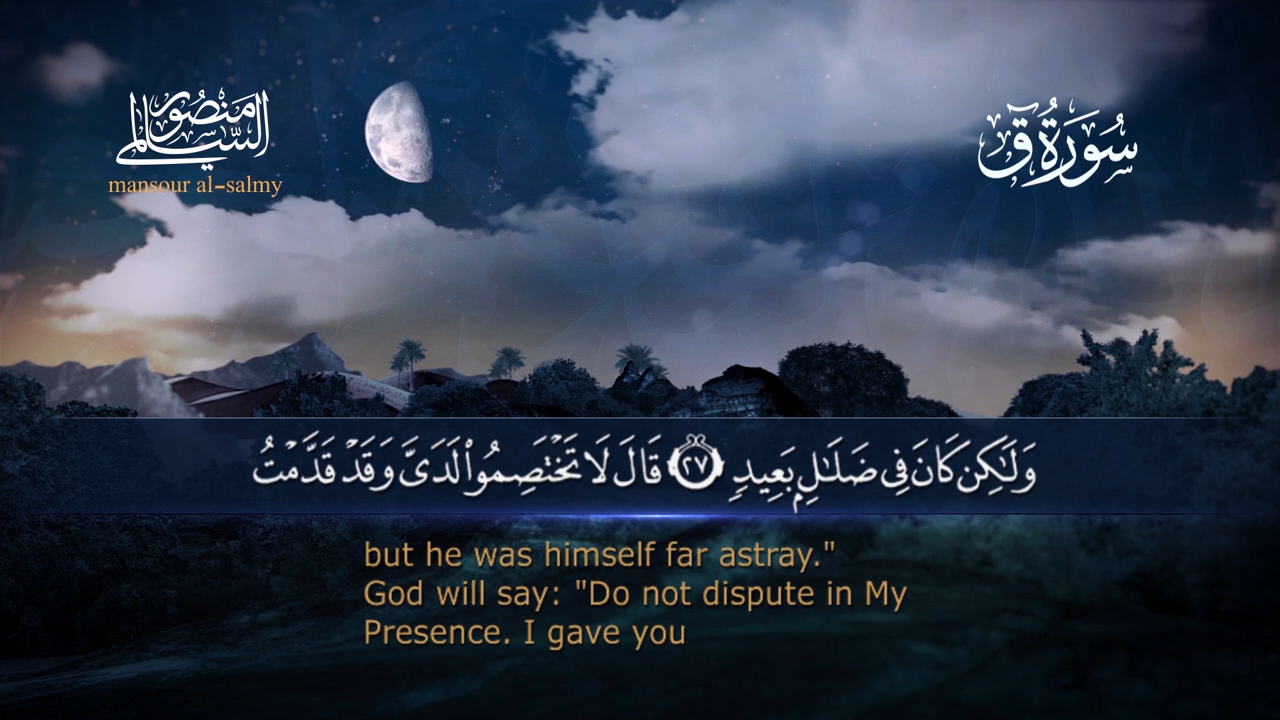 منصور السالمي
mansour al-salmy
سُورَةُ قٓ
وَلَٰكِن كَانَ فِى ضَلَٰلٍۭ بَعِيدٍ ٢٧ قَالَ لَا تَخْتَصِمُوا۟ لَدَىَّ وَقَدْ قَدَّمْتُ
but he was himself far astray."
God will say: "Do not dispute in My
Presence. I gave you